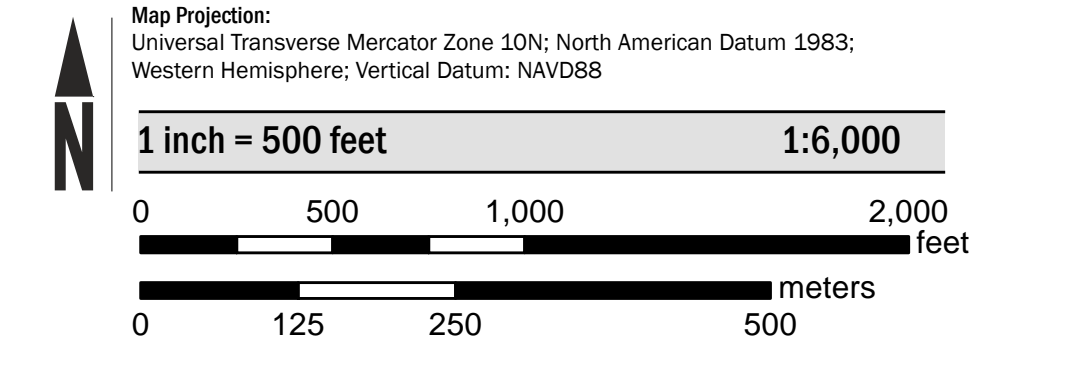 Map Projection:
Universal Transverse Mercator Zone 10N; North American Datum 1983;
Western Hemisphere; Vertical Datum: NAVD88
N
1 inch = 500 feet 1:6,000
0 500 1,000 2,000
feet
meters
0 125 250 500